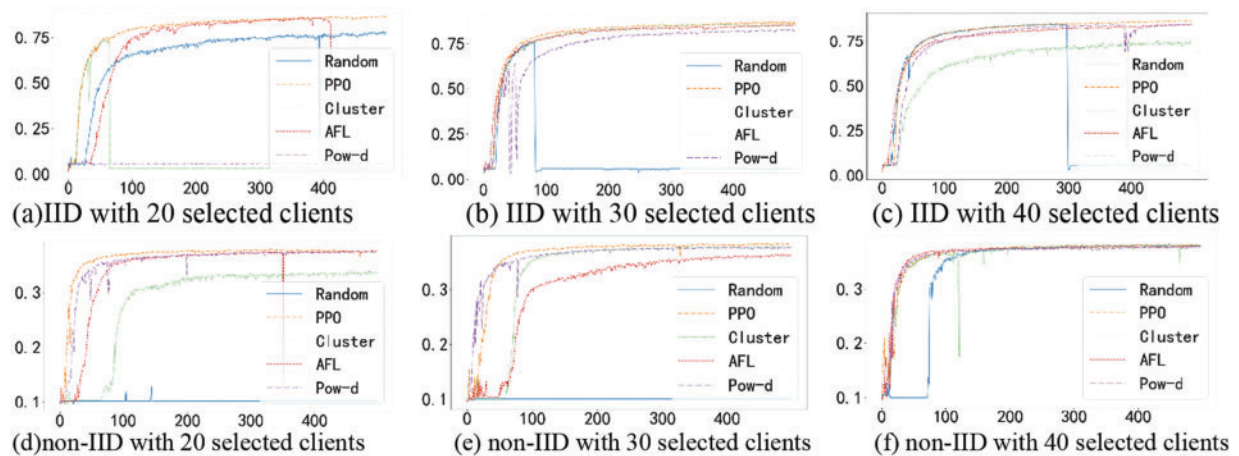 0.75
0.50
0.25
0.00
Random
PPO
Cluster
AFL
Pow-d
0 100 200 300 400
(a)IID with 20 selected clients
0.75
0.50
0.25
0.00
Random
PPO
Cluster
AFL
Pow-d
0 100 200 300 400
(b) IID with 30 selected clients
0.75
0.50
0.25
0.00
Random
PPO
Cluster
AFL
Pow-d
0 100 200 300 400
(c) IID with 40 selected clients
0.3
0.2
0.1
Random
PPO
Cluster
AFL
Pow-d
0 100 200 300 400
(d)non-IID with 20 selected clients
0.3
0.2
0.1
Random
PPO
Cluster
AFL
Pow-d
0 100 200 300 400
(e) non-IID with 30 selected clients
0.3
0.2
0.1
Random
PPO
Cluster
AFL
Pow-d
0 100 200 300 400
(f) non-IID with 40 selected clients